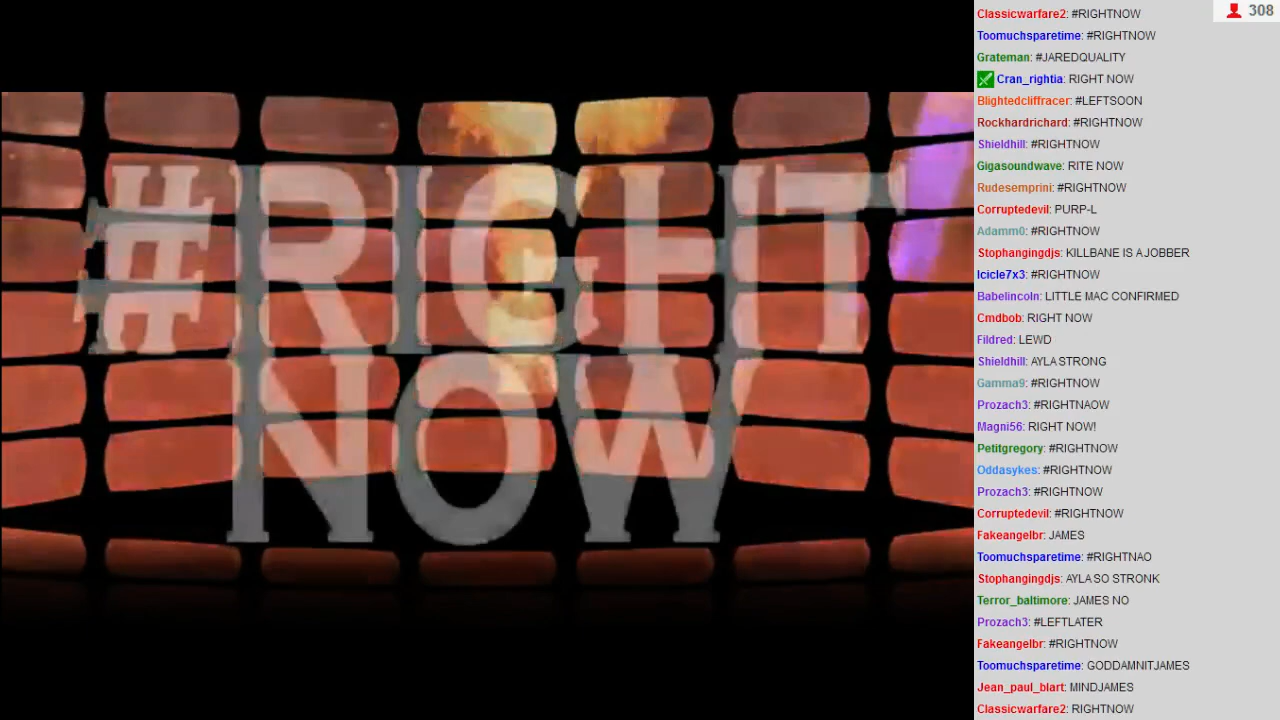 #RIGHT
NOW
308
Classicwarfare2: #RIGHTNOW
Toomuchsparetime: #RIGHTNOW
Grateman: #JAREDQUALITY
Cran_rightia: RIGHT NOW
Blightedcliffracer: #LEFTSOON
Rockhardrichard: #RIGHTNOW
Shieldhill: #RIGHTNOW
Gigasoundwave: RITE NOW
Rudesemprini: #RIGHTNOW
Corruptedevil: PURP-L
Adamm0: #RIGHTNOW
Stophangingdjs: KILLBANE IS A JOBBER
Icicle7x3: #RIGHTNOW
Babelincoln: LITTLE MAC CONFIRMED
Cmdbob: RIGHT NOW
Fildred: LEWD
Shieldhill: AYLA STRONG
Gamma9: #RIGHTNOW
Prozach3: #RIGHTNAOW
Magni56: RIGHT NOW!
Petitgregory: #RIGHTNOW
Oddasykes: #RIGHTNOW
Prozach3: #RIGHTNOW
Corruptedevil: #RIGHTNOW
Fakeangelbr: JAMES
Toomuchsparetime: #RIGHTNAO
Stophangingdjs: AYLA SO STRONK
Terror_baltimore: JAMES NO
Prozach3: #LEFTLATER
Fakeangelbr: #RIGHTNOW
Toomuchsparetime: GODDAMNITJAMES
Jean_paul_blart: MINDJAMES
Classicwarfare2: RIGHTNOW